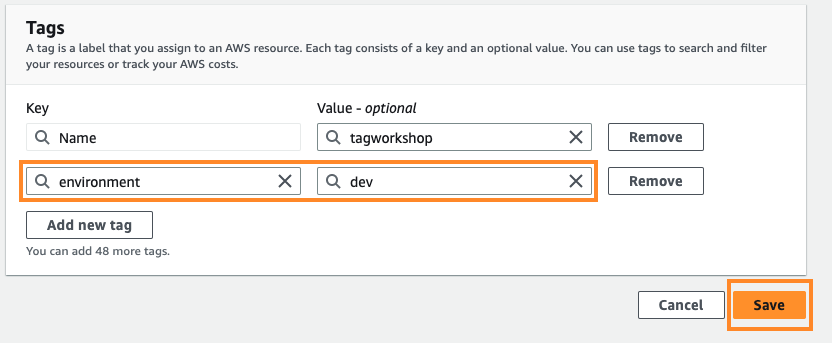 Tags
A tag is a label that you assign to an AWS resource. Each tag consists of a key and an optional value. You can use tags to search and filter
your resources or track your AWS costs.
Key Value - optional
Name tagworkshop Remove
environment dev Remove
Add new tag
You can add 48 more tags.
Cancel Save